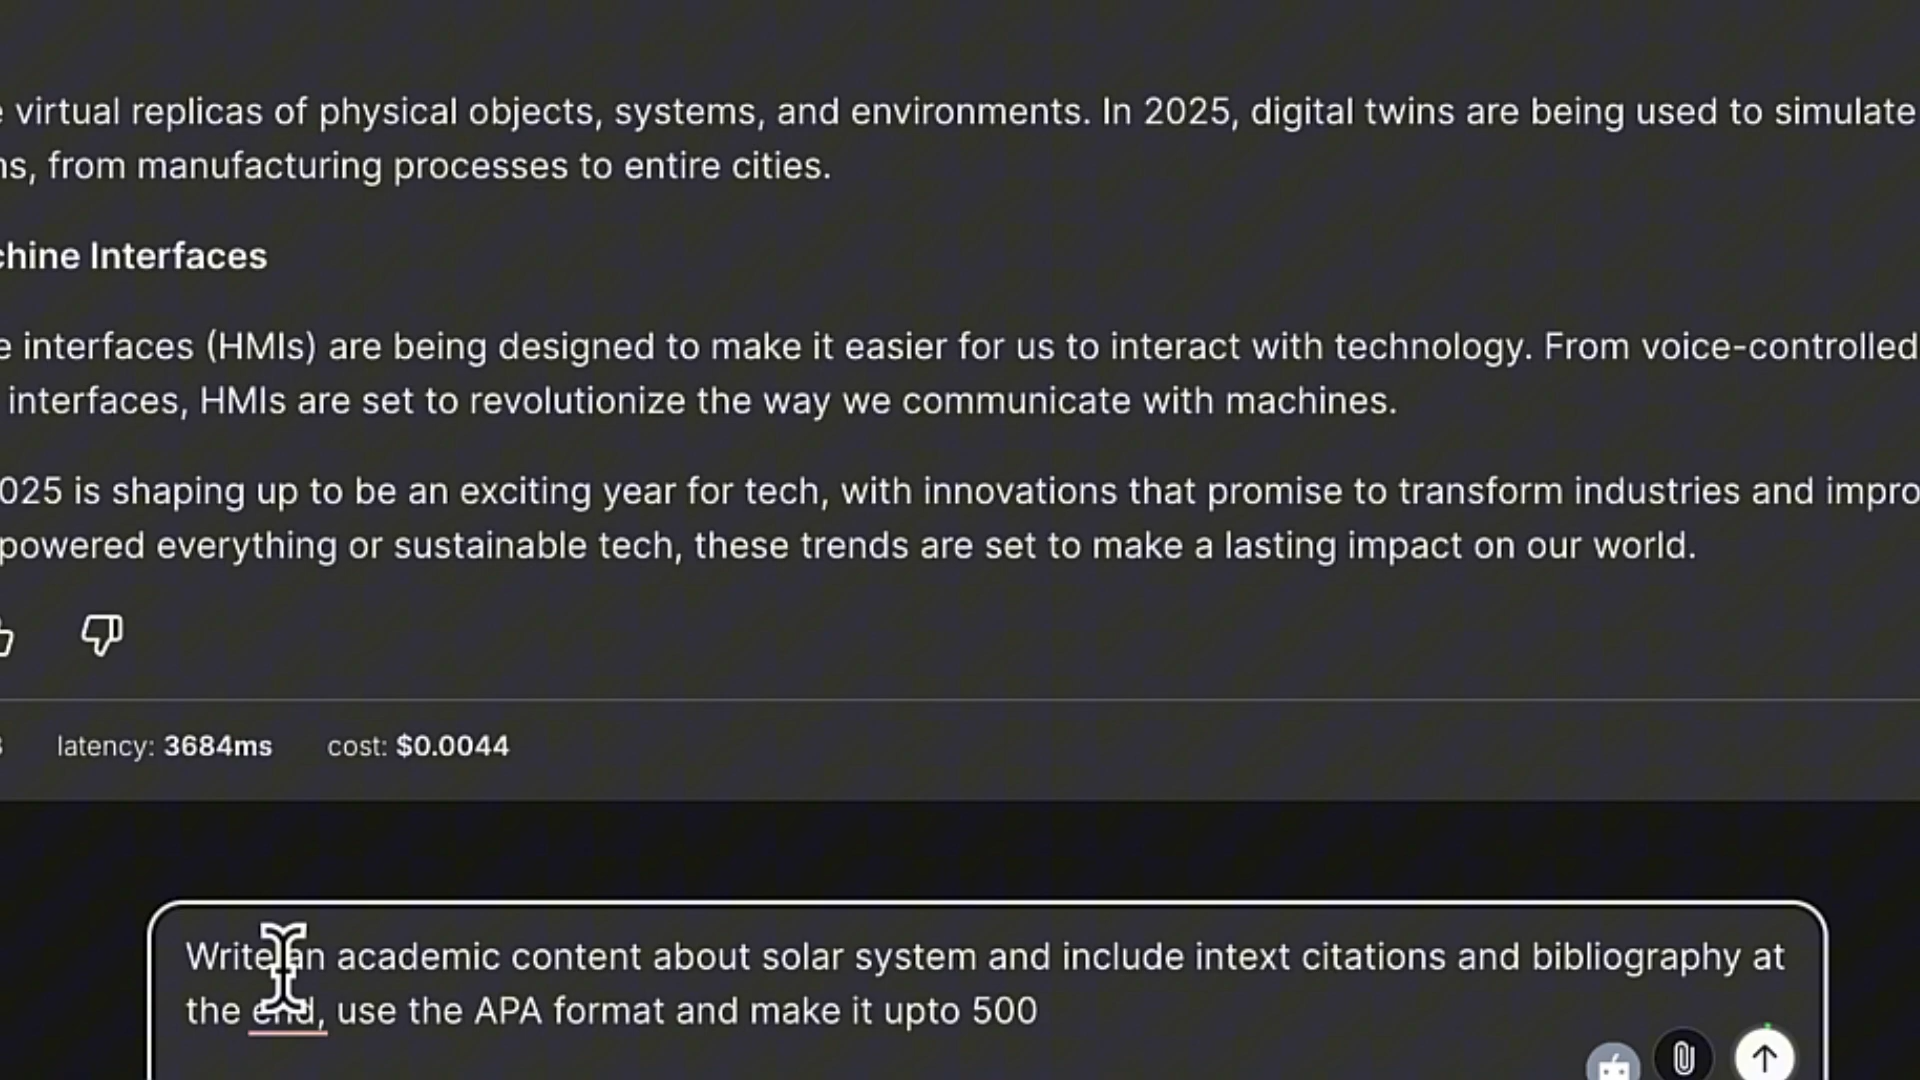 virtual replicas of physical objects, systems, and environments. In 2025, digital twins are being used to simulate
from manufacturing processes to entire cities.
Interfaces
interfaces (HMIs) are being designed to make it easier for us to interact with technology. From voice-controlled
interfaces, HMIs are set to revolutionize the way we communicate with machines.
025 is shaping up to be an exciting year for tech, with innovations that promise to transform industries and impro
powered everything or sustainable tech, these trends are set to make a lasting impact on our world.
latency: 3684ms cost: $0.0044
Write an academic content about solar system and include intext citations and bibliography at
the end, use the APA format and make it upto 500